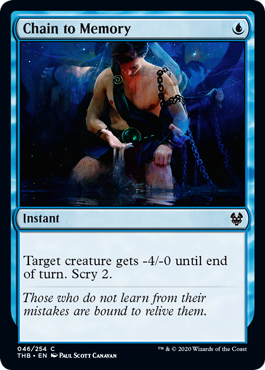 Chain to Memory
Instant
Target creature gets -4/-0 until end
of turn. Scry 2.
Those who do not learn from their
mistakes are bound to relive them.
046/254 C
THB • EN PAUL SCOTT CANAVAN
™ & © 2020 Wizards of the Coast